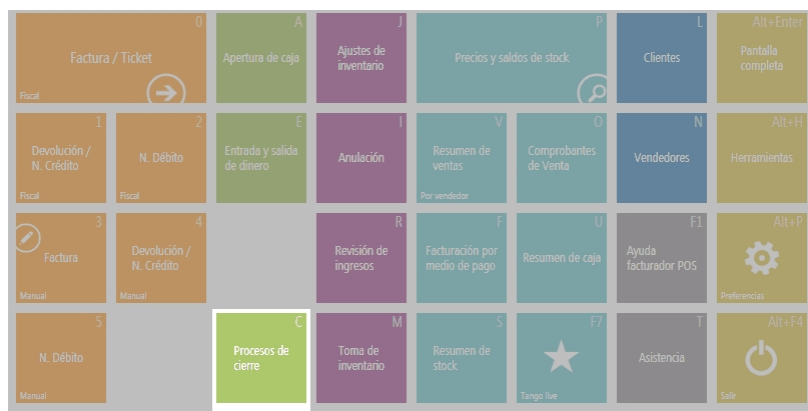 0
Factura / Ticket
Fiscal
A
Apertura de caja
J
Ajustes de
inventario
P
Precios y saldos de stock
L
Clientes
Alt+Enter
Pantalla
completa
1
Devolución /
N. Crédito
Fiscal
2
N. Débito
Fiscal
E
Entrada y salida
de dinero
I
Anulación
V
Resumen de
ventas
Por vendedor
O
Comprobantes
de Venta
N
Vendedores
Alt+H
Herramientas
3
Factura
Manual
4
Devolución /
N. Crédito
Manual
R
Revisión de
ingresos
F
Facturación por
medio de pago
U
Resumen de caja
F1
Ayuda
facturador POS
Alt+P
Preferencias
5
N. Débito
Manual
C
Procesos de
cierre
M
Toma de
inventario
S
Resumen de
stock
F7
Tango live
T
Asistencia
Alt+F4
Salir